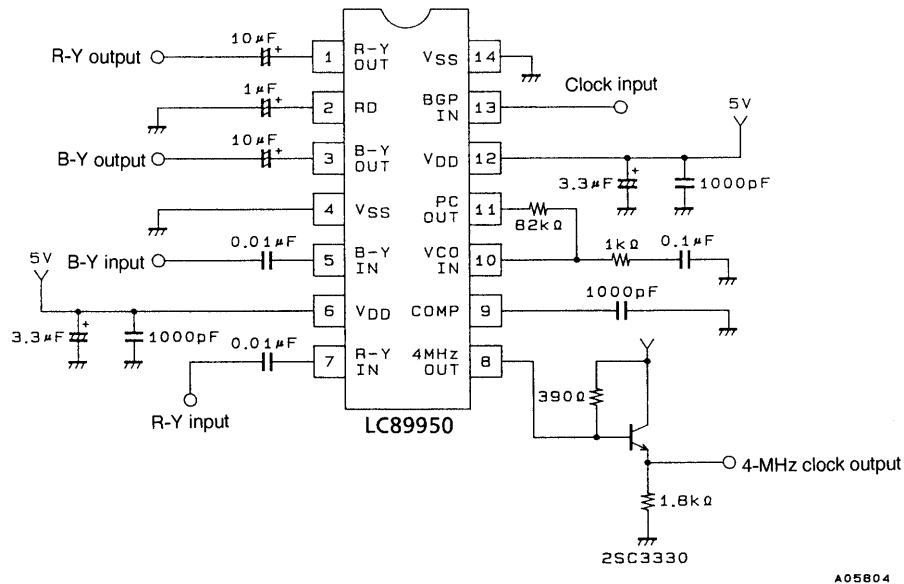 R-Y output
10µF
+
1
R-Y
OUT
VSS
14
1µF
+
2
RD
BGP
IN
13
Clock input
B-Y output
10µF
+
3
B-Y
OUT
VDD
12
5V
3.3µF
+
1000pF
4
VSS
PC
OUT
11
82kΩ
B-Y input
0.01µF
5
B-Y
IN
VCO
IN
10
1kΩ
0.1µF
5V
3.3µF
+
1000pF
6
VDD
COMP
9
1000pF
R-Y input
0.01µF
7
R-Y
IN
4MHz
OUT
8
390Ω
LC89950
4-MHz clock output
1.8kΩ
2SC3330
A05804